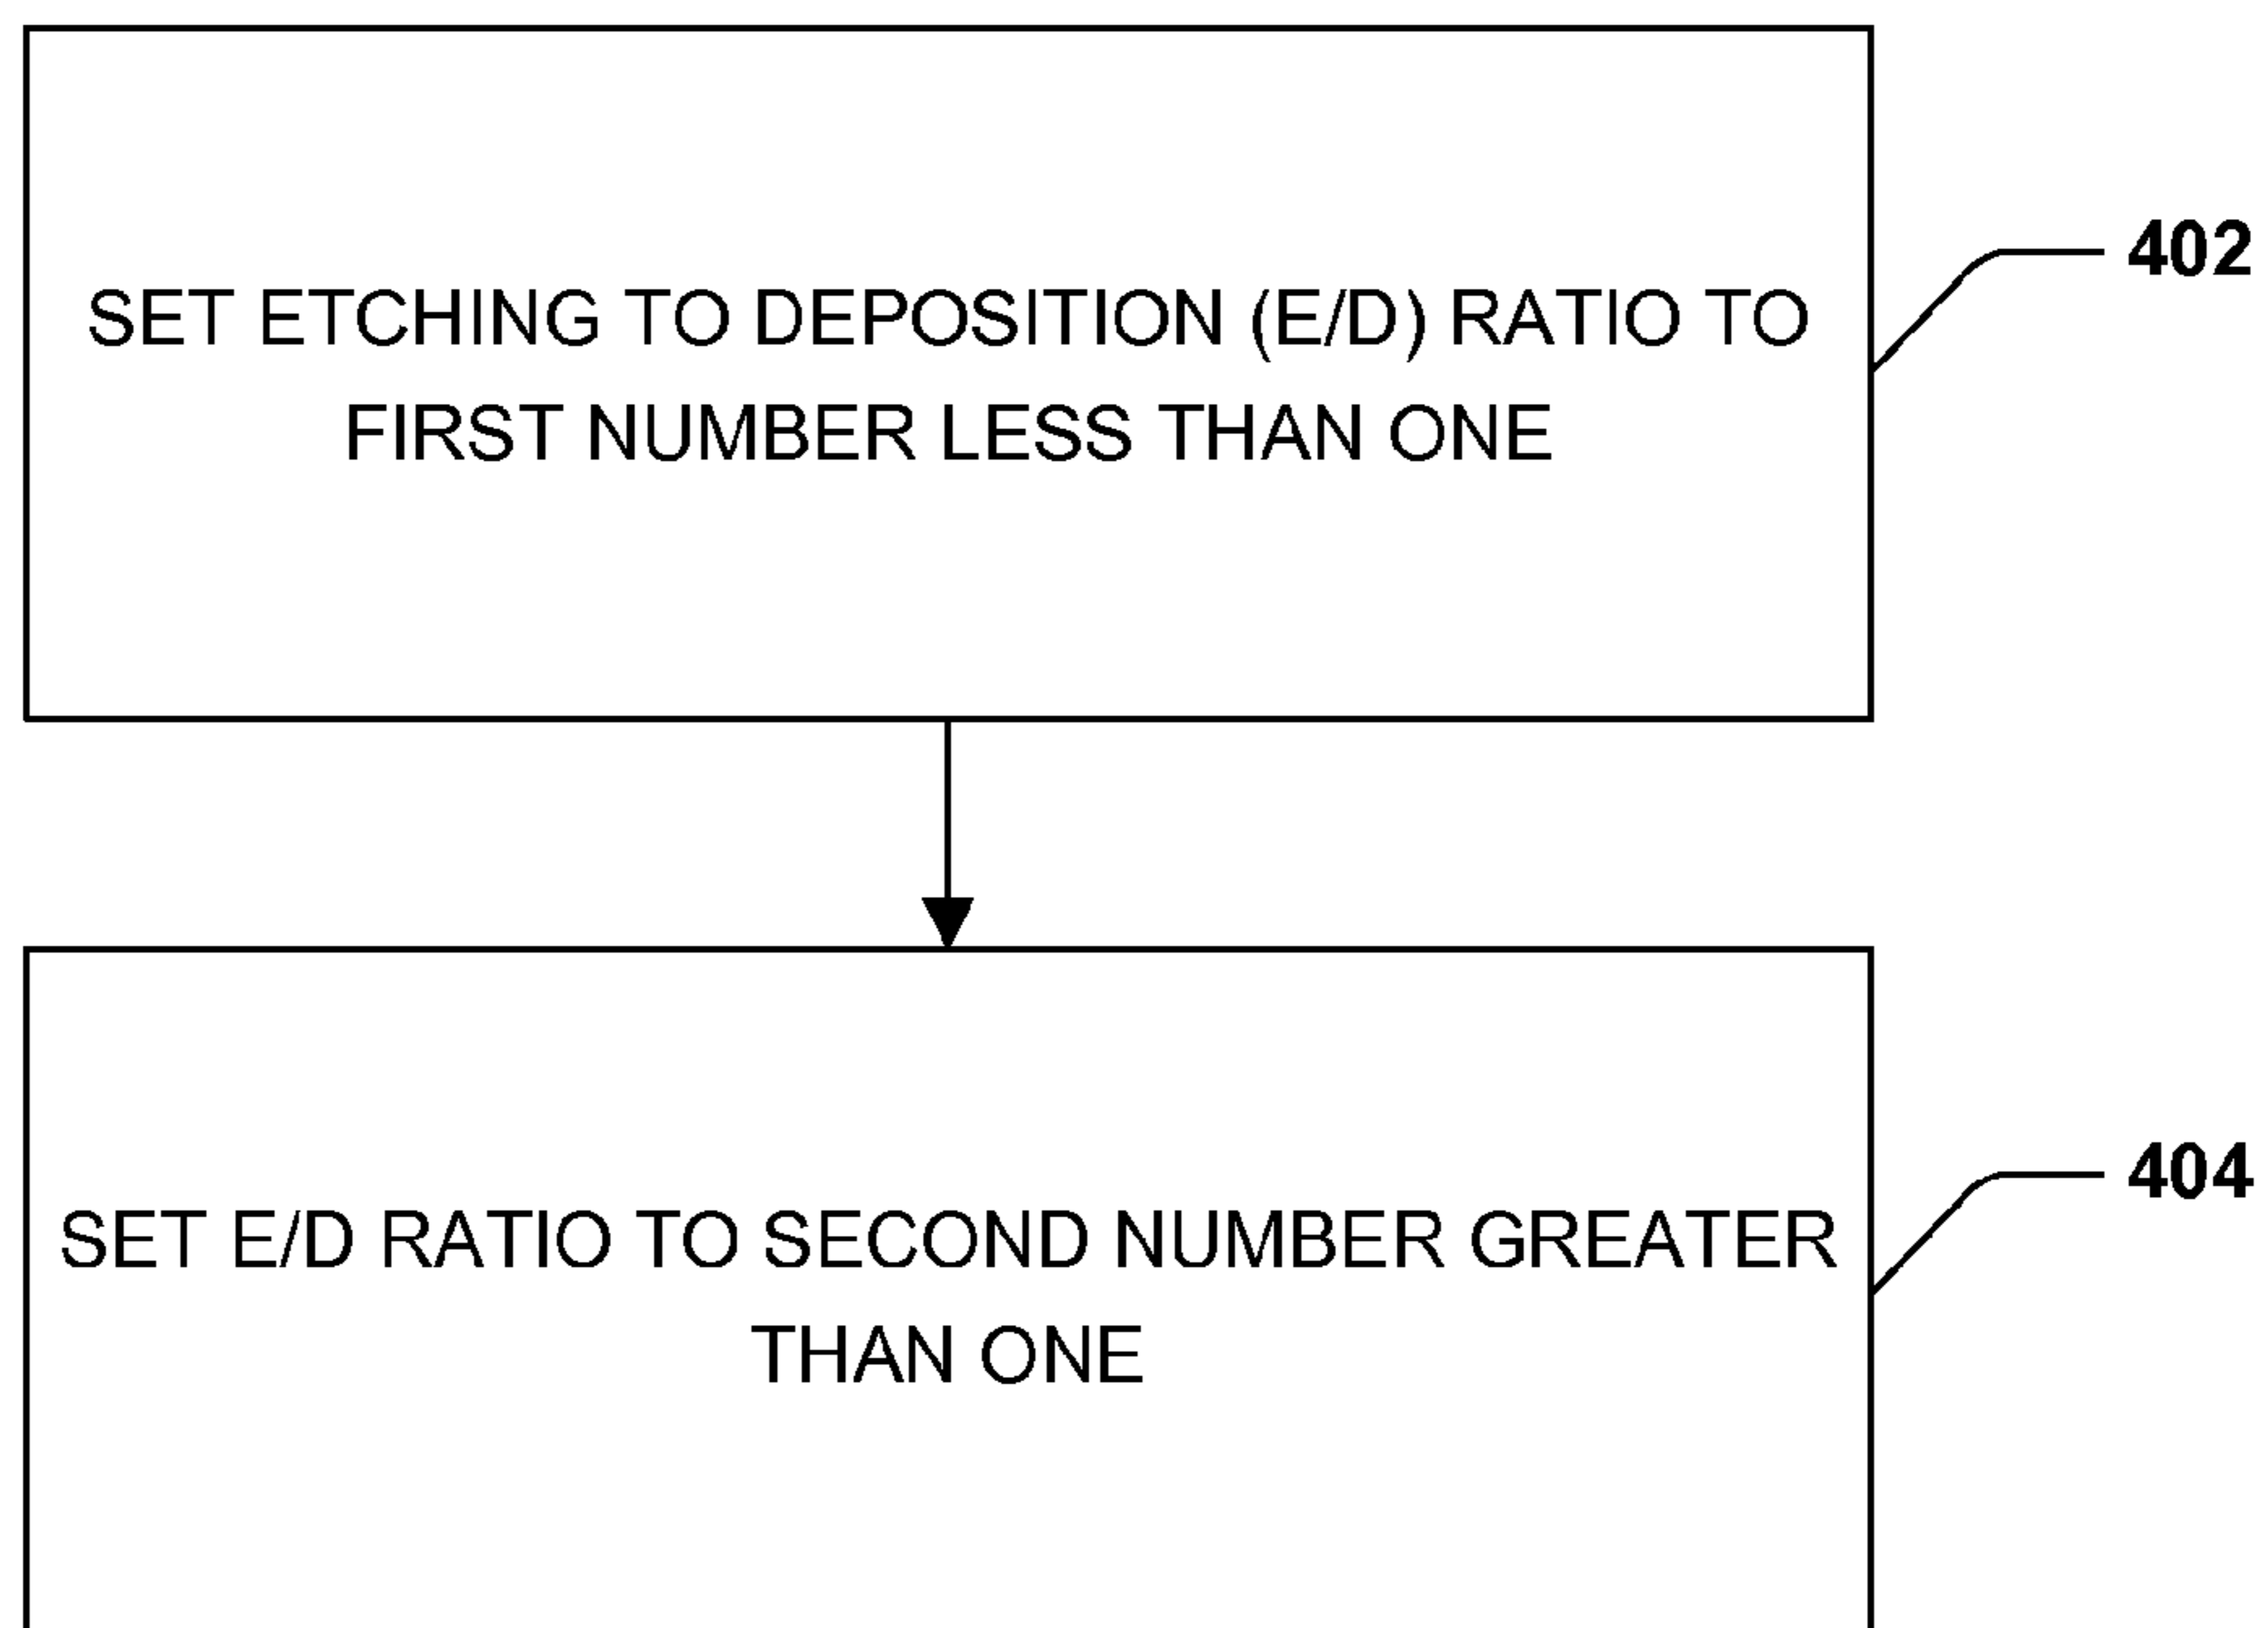 SET ETCHING TO DEPOSITION (E/D) RATIO TO
FIRST NUMBER LESS THAN ONE
402
SET E/D RATIO TO SECOND NUMBER GREATER
THAN ONE
404